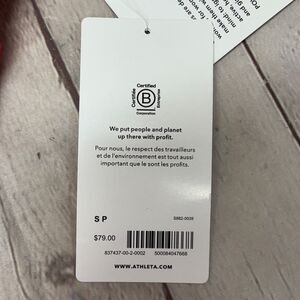 Certified
B
Corporation
Certifiée
Entreprise
We put people and planet
up there with profit.
Pour nous, le respect des travailleurs
et de l'environnement est tout aussi
important que le sont les profits.
S P
5982-0039
$79.00
837437-00-2-0002 500084047668
WWW.ATHLETA.COM